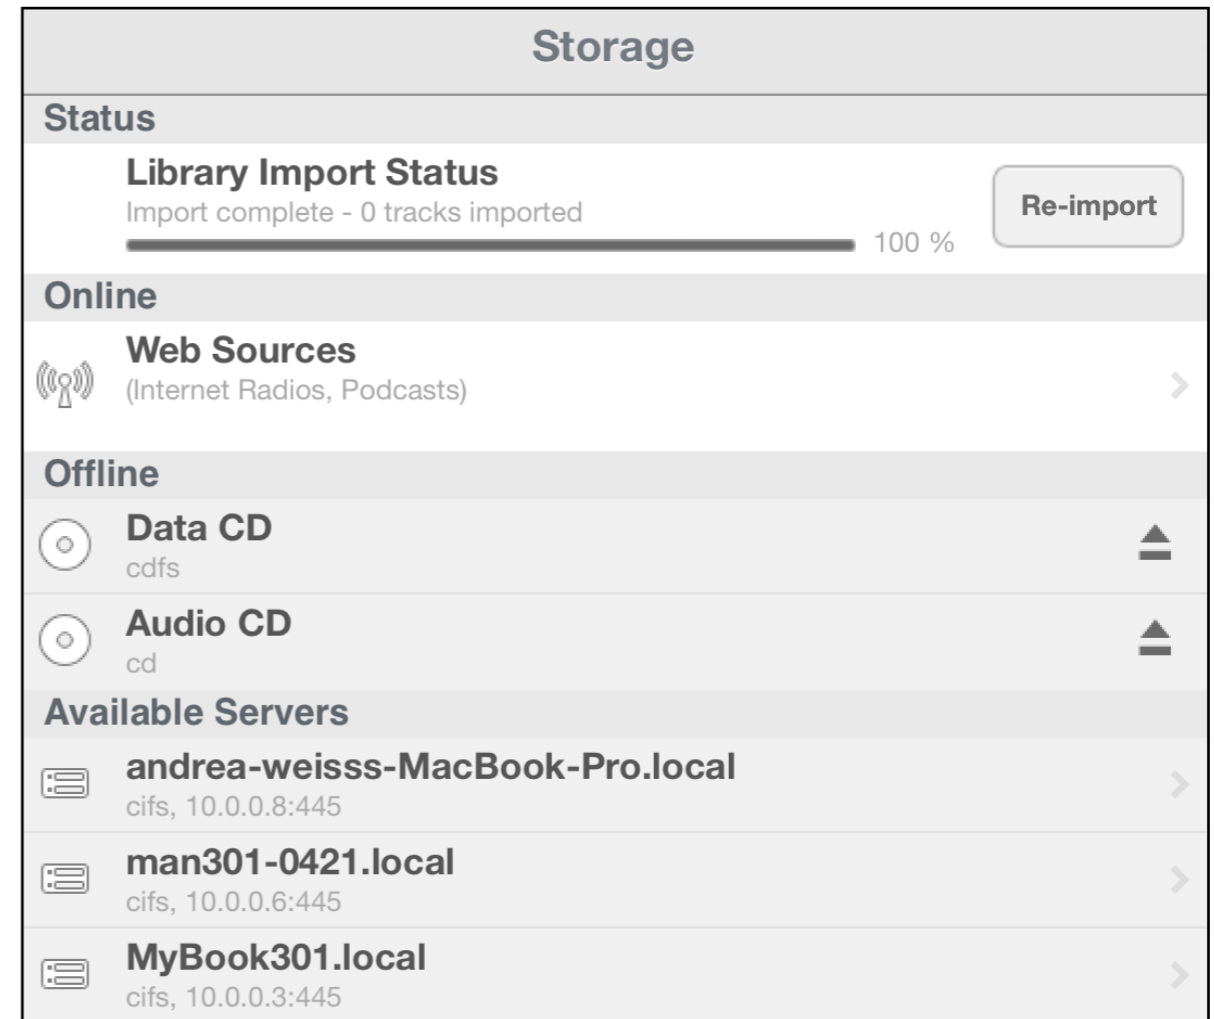 Storage
Status
Library Import Status
Import complete - 0 tracks imported
100 %
Re-import
Online
Web Sources
(Internet Radios, Podcasts)
Offline
Data CD
cdfs
Audio CD
cd
Available Servers
andrea-weisss-MacBook-Pro.local
cifs, 10.0.0.8:445
man301-0421.local
cifs, 10.0.0.6:445
MyBook301.local
cifs, 10.0.0.3:445